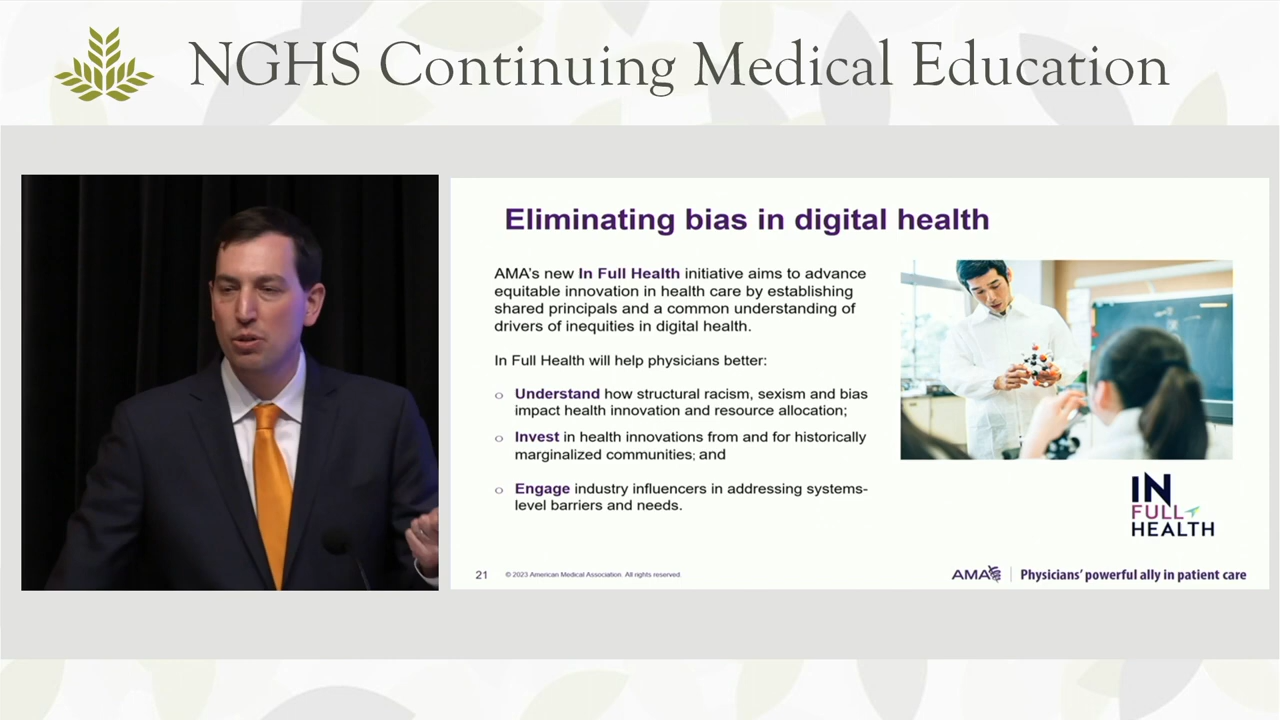 NGHS Continuing Medical Education
Eliminating bias in digital health
AMA's new In Full Health initiative aims to advance
equitable innovation in health care by establishing
shared principals and a common understanding of
drivers of inequities in digital health.
In Full Health will help physicians better:
o Understand how structural racism, sexism and bias
impact health innovation and resource allocation;
o Invest in health innovations from and for historically
marginalized communities; and
o Engage industry influencers in addressing systems-
level barriers and needs.
IN
FULL
HEALTH
21 © 2023 American Medical Association. All rights reserved.
AMA Physicians' powerful ally in patient care